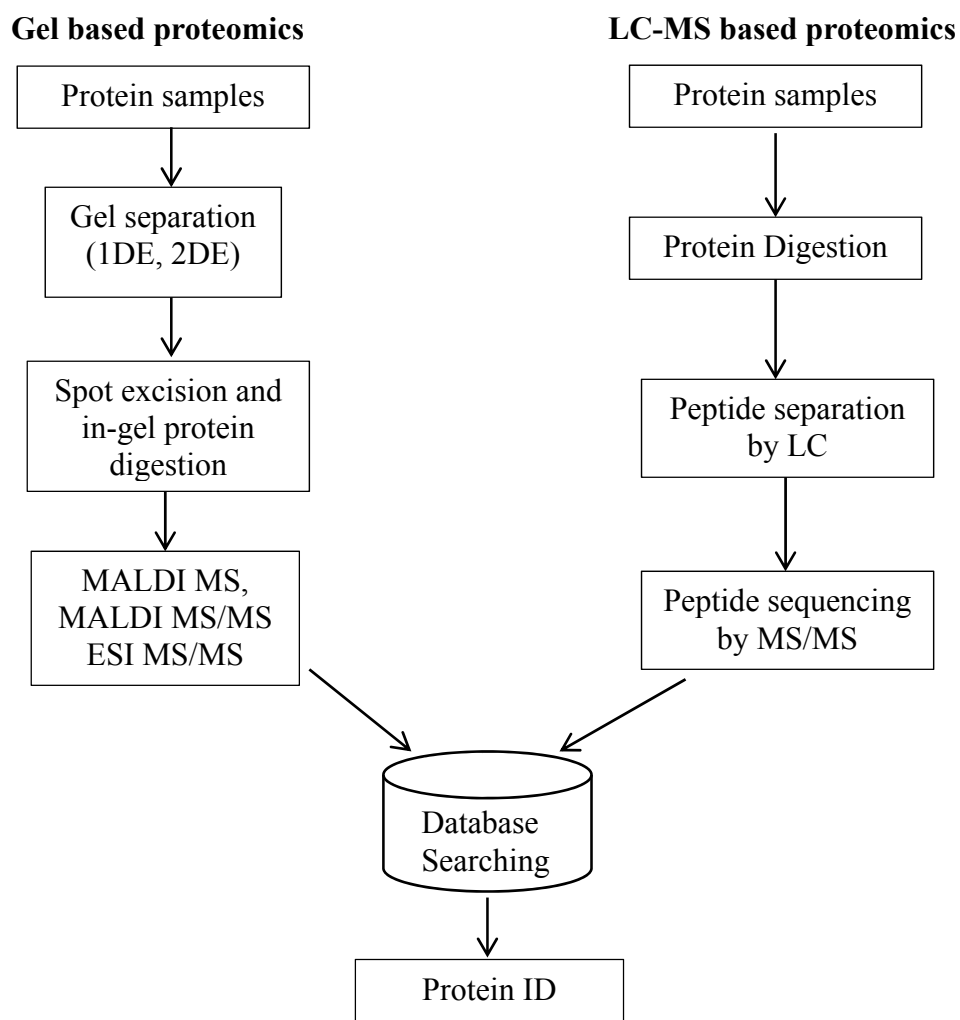 Gel based proteomics
Protein samples
Gel separation
(1DE, 2DE)
Spot excision and
in-gel protein
digestion
MALDI MS,
MALDI MS/MS
ESI MS/MS
LC-MS based proteomics
Protein samples
Protein Digestion
Peptide separation
by LC
Peptide sequencing
by MS/MS
Database
Searching
Protein ID